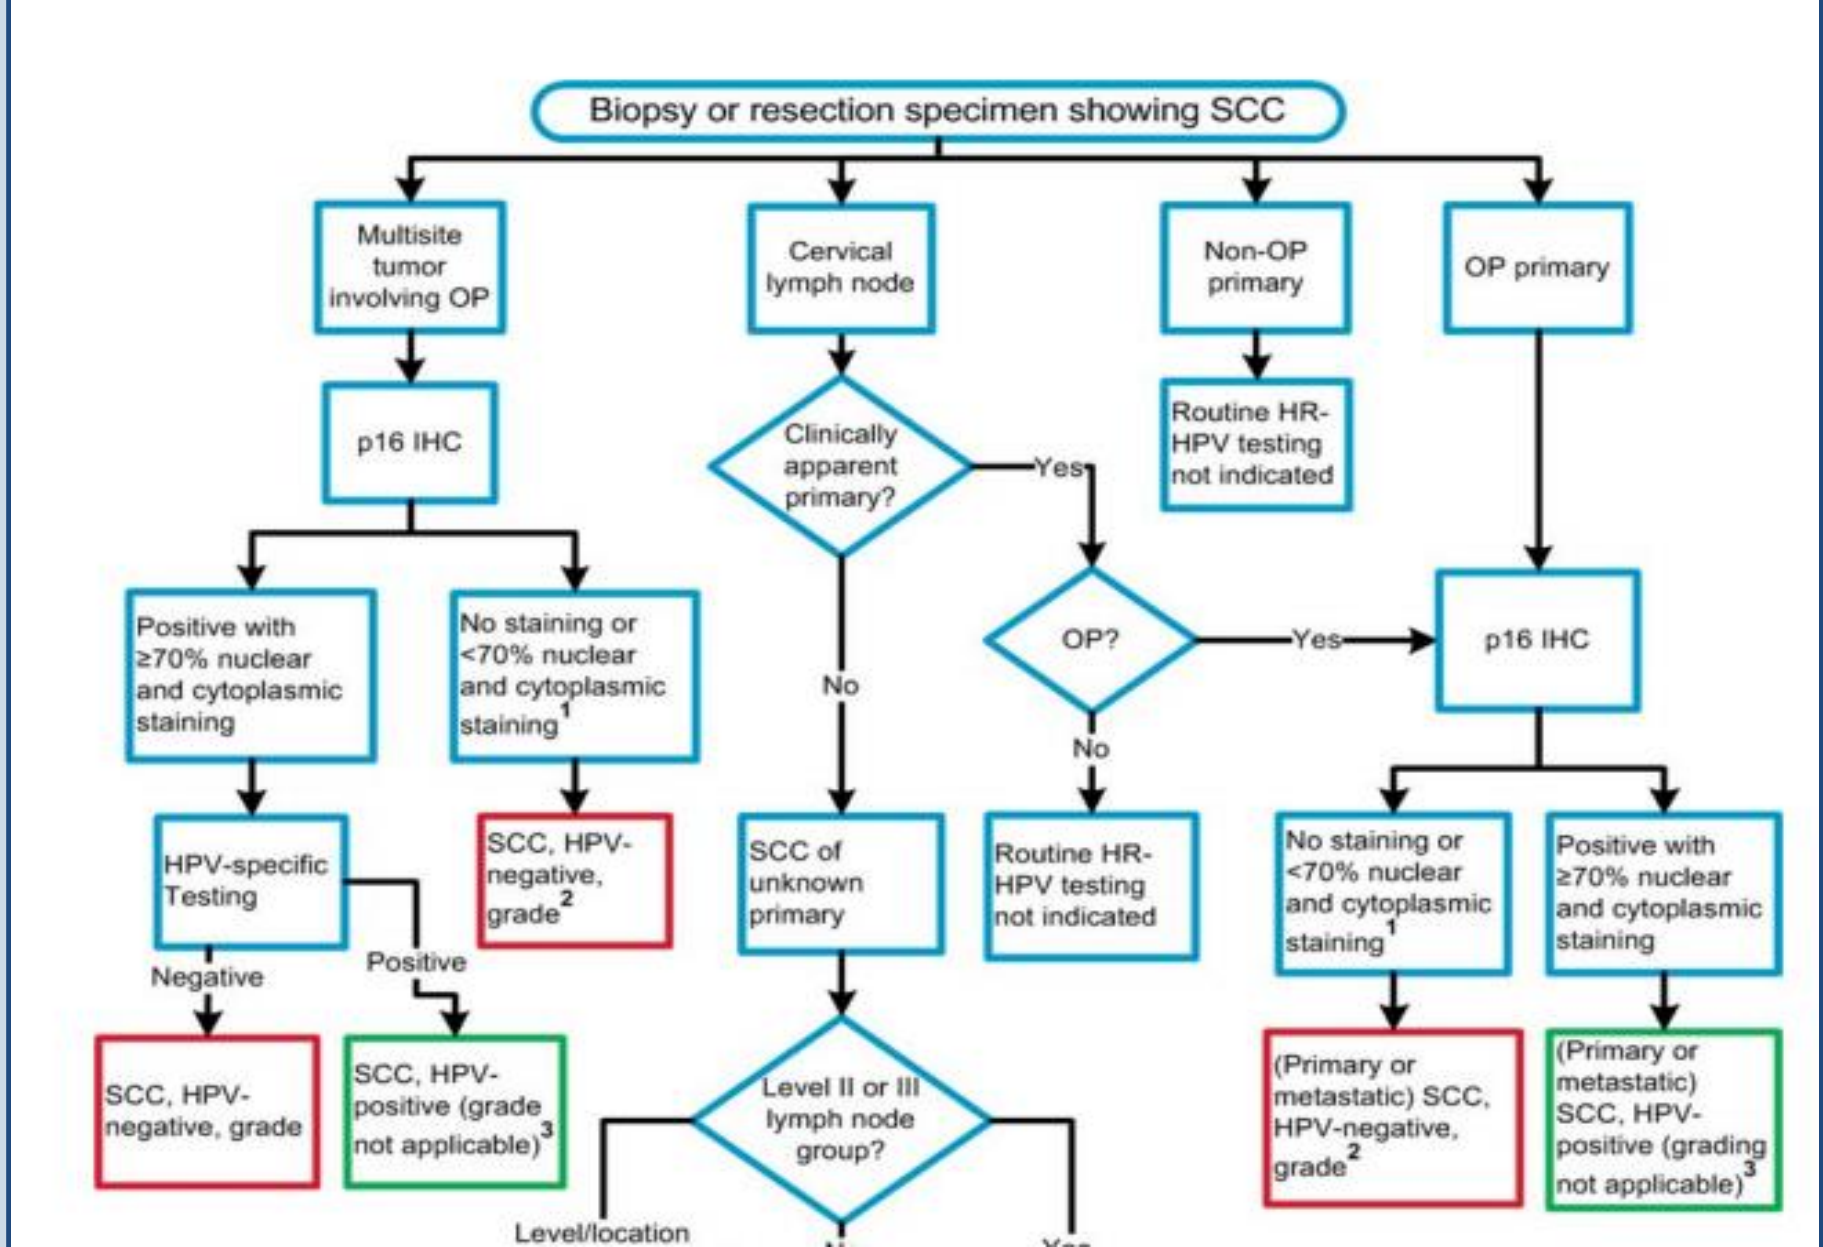 Biopsy or resection specimen showing SCC
Multisite
tumor
involving OP
Cervical
lymph node
Non-OP
primary
OP primary
p16 IHC
Clinically
apparent
primary?
Yes
Routine HR-
HPV testing
not indicated
Positive with
≥70% nuclear
and cytoplasmic
staining
No staining or
<70% nuclear
and cytoplasmic
staining1
No
OP?
Yes
p16 IHC
No
HPV-specific
Testing
SCC, HPV-
negative,
grade2
SCC of
unknown
primary
Routine HR-
HPV testing
not indicated
No staining or
<70% nuclear
and cytoplasmic
staining1
Positive with
≥70% nuclear
and cytoplasmic
staining
Negative
Positive
SCC, HPV-
negative, grade
SCC, HPV-
positive (grade
not applicable)3
Level II or III
lymph node
group?
(Primary or
metastatic) SCC,
HPV-negative,
grade2
(Primary or
metastatic)
SCC, HPV-
positive (grading
not applicable)3
Level/location